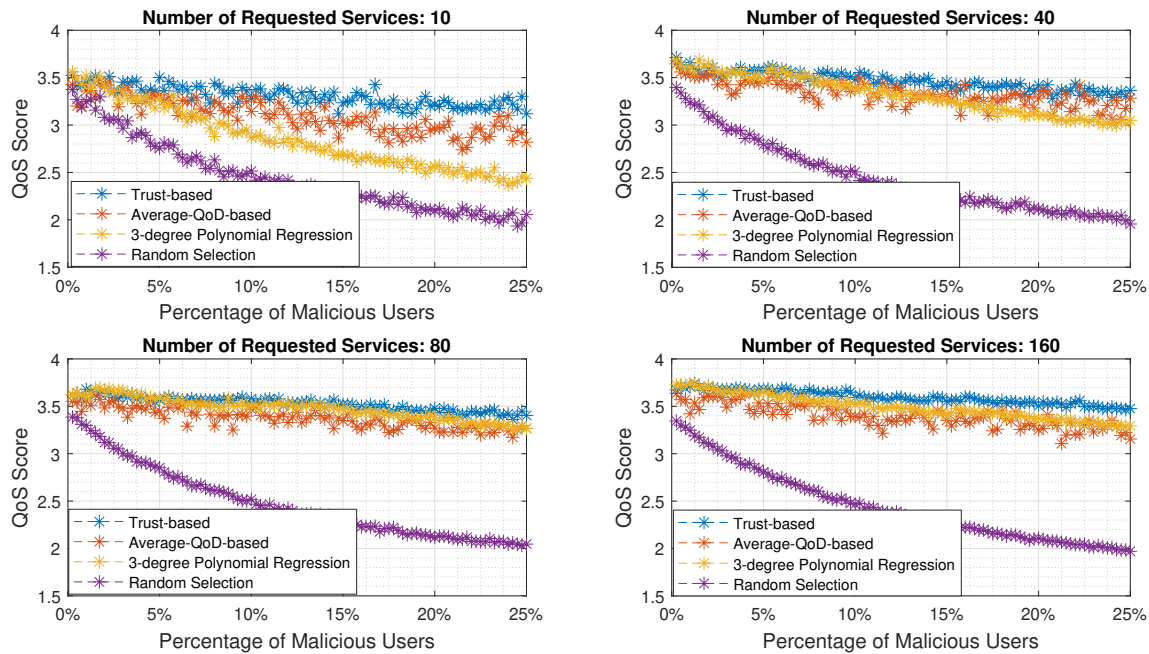 Number of Requested Services: 10
4
3.5
3
2.5
2
1.5
QoS Score
Trust-based
Average-QoD-based
3-degree Polynomial Regression
Random Selection
0% 5% 10% 15% 20% 25%
Percentage of Malicious Users
Number of Requested Services: 40
4
3.5
3
2.5
2
1.5
QoS Score
Trust-based
Average-QoD-based
3-degree Polynomial Regression
Random Selection
0% 5% 10% 15% 20% 25%
Percentage of Malicious Users
Number of Requested Services: 80
4
3.5
3
2.5
2
1.5
QoS Score
Trust-based
Average-QoD-based
3-degree Polynomial Regression
Random Selection
0% 5% 10% 15% 20% 25%
Percentage of Malicious Users
Number of Requested Services: 160
4
3.5
3
2.5
2
1.5
QoS Score
Trust-based
Average-QoD-based
3-degree Polynomial Regression
Random Selection
0% 5% 10% 15% 20% 25%
Percentage of Malicious Users